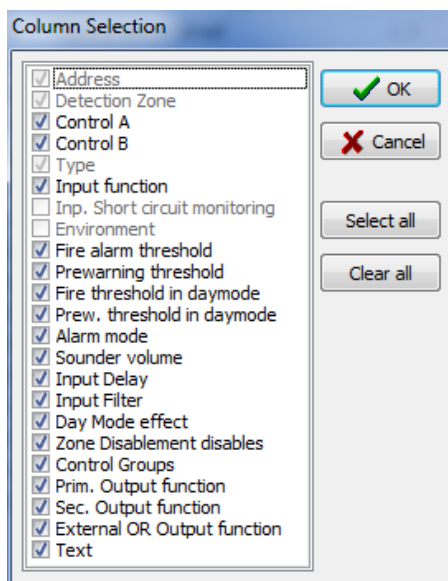 Column Selection
Address
Detection Zone
Control A
Control B
Type
Input function
Inp. Short circuit monitoring
Environment
Fire alarm threshold
Prewarning threshold
Fire threshold in daymode
Prew. threshold in daymode
Alarm mode
Sounder volume
Input Delay
Input Filter
Day Mode effect
Zone Disablement disables
Control Groups
Prim. Output function
Sec. Output function
External OR Output function
Text
OK
Cancel
Select all
Clear all